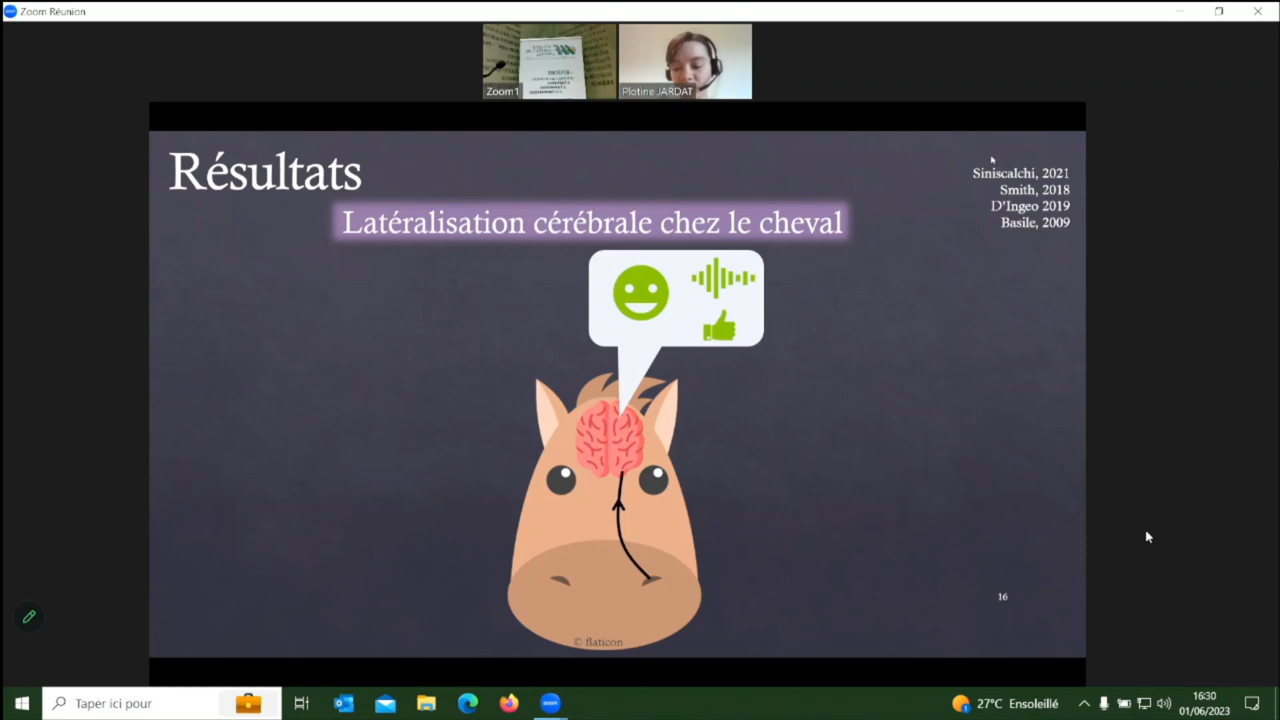 Zoom Réunion
Zoom1
Plotine JARDAT
Résultats
Latéralisation cérébrale chez le cheval
Siniscalchi, 2021
Smith, 2018
D'Ingeo 2019
Basile, 2009
16
© flaticon
Taper ici pour
27°C Ensoleillé
16:30
01/06/2023